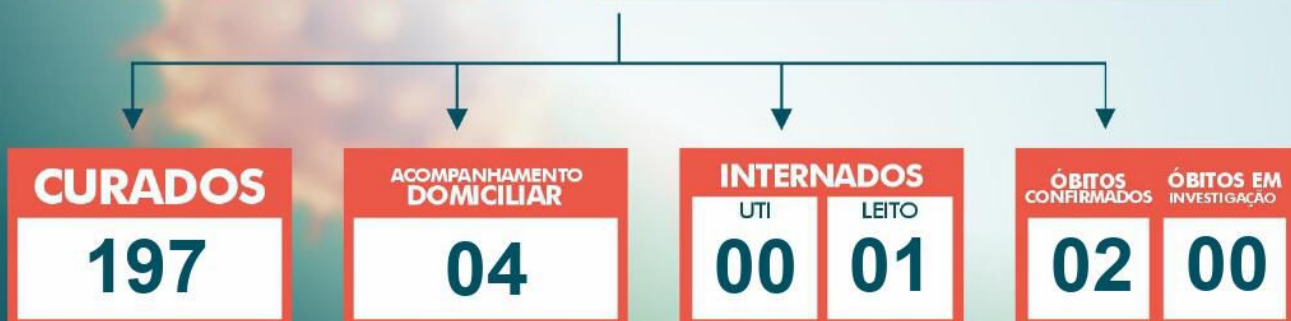 CURADOS
197
ACOMPANHAMENTO
DOMICILIAR
04
INTERNADOS
UTI
00
LEITO
01
ÓBITOS
CONFIRMADOS
02
ÓBITOS EM
INVESTIGAÇÃO
00